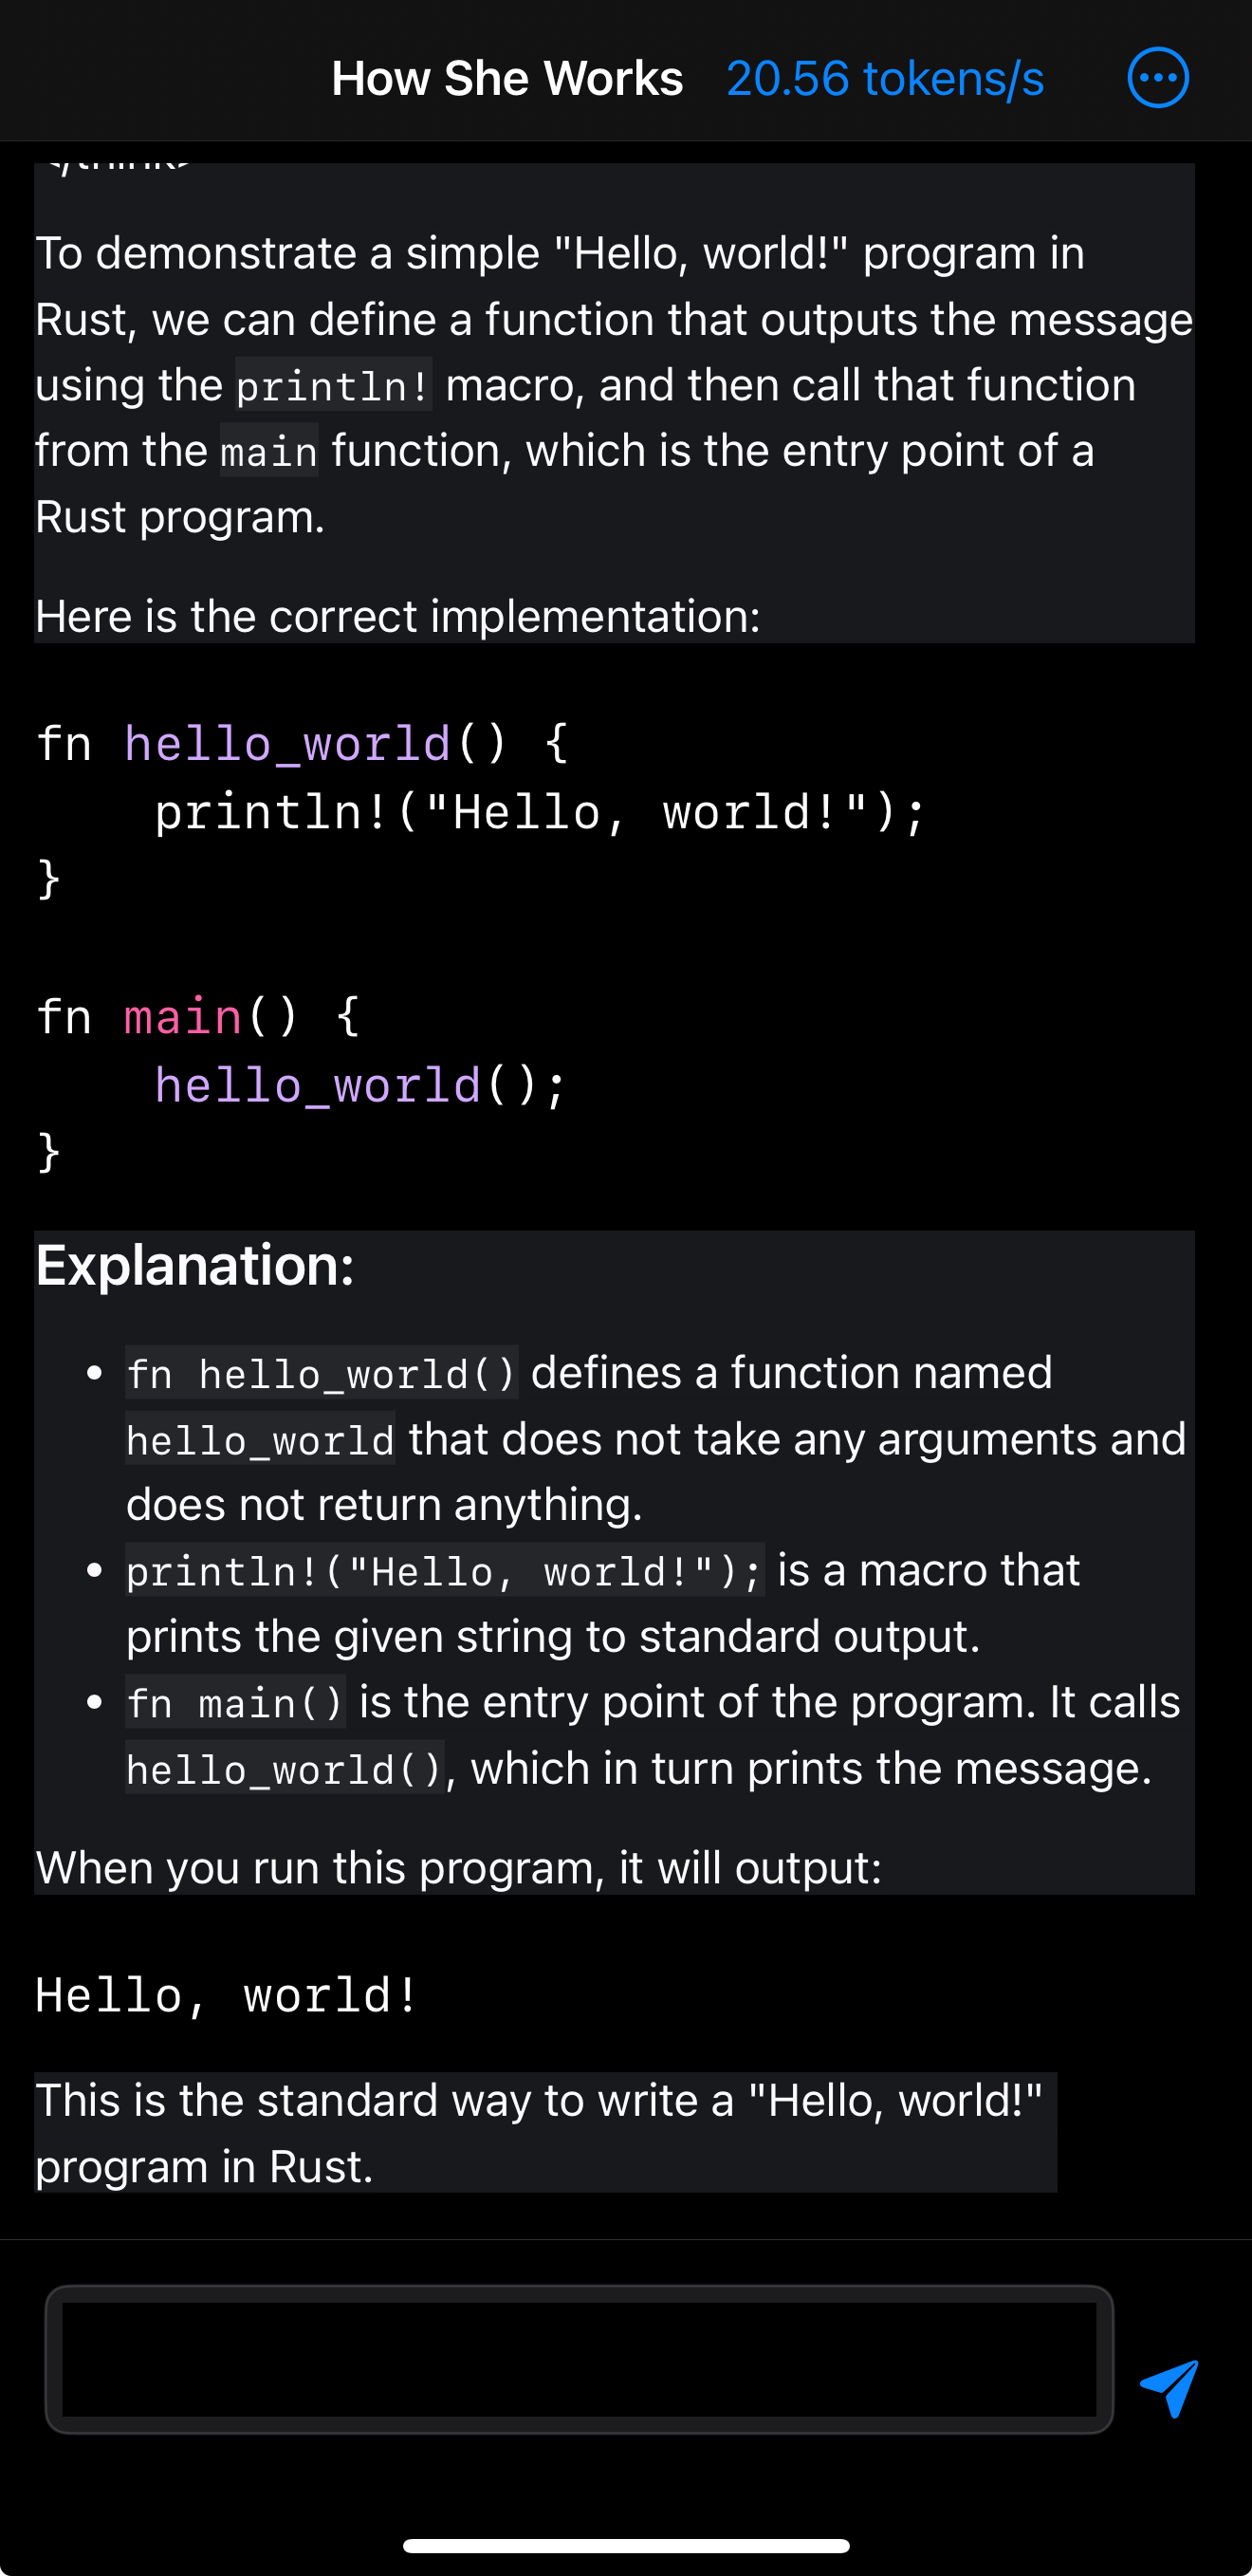 How She Works 20.56 tokens/s
</think>
To demonstrate a simple "Hello, world!" program in
Rust, we can define a function that outputs the message
using the println! macro, and then call that function
from the main function, which is the entry point of a
Rust program.
Here is the correct implementation:
fn hello_world() {
    println!("Hello, world!");
}
fn main() {
    hello_world();
}
Explanation:
• fn hello_world() defines a function named
hello_world that does not take any arguments and
does not return anything.
• println!("Hello, world!"); is a macro that
prints the given string to standard output.
• fn main() is the entry point of the program. It calls
hello_world(), which in turn prints the message.
When you run this program, it will output:
Hello, world!
This is the standard way to write a "Hello, world!"
program in Rust.